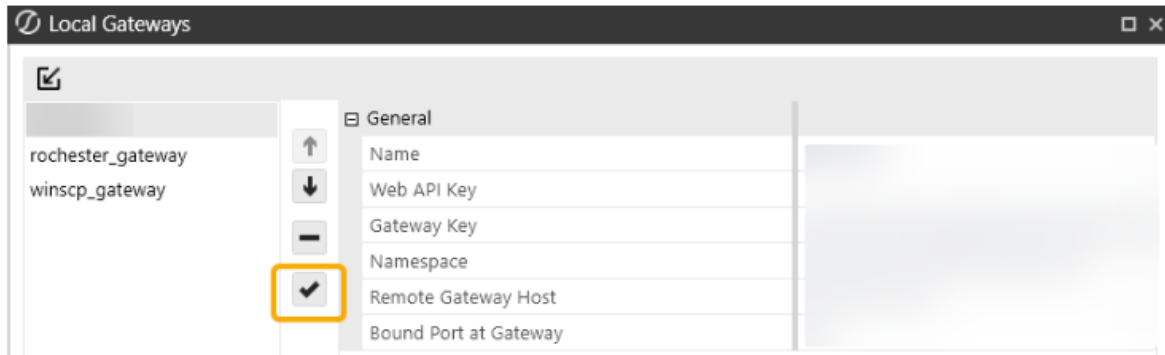 Local Gateways
rochester_gateway
winscp_gateway
General
Name
Web API Key
Gateway Key
Namespace
Remote Gateway Host
Bound Port at Gateway